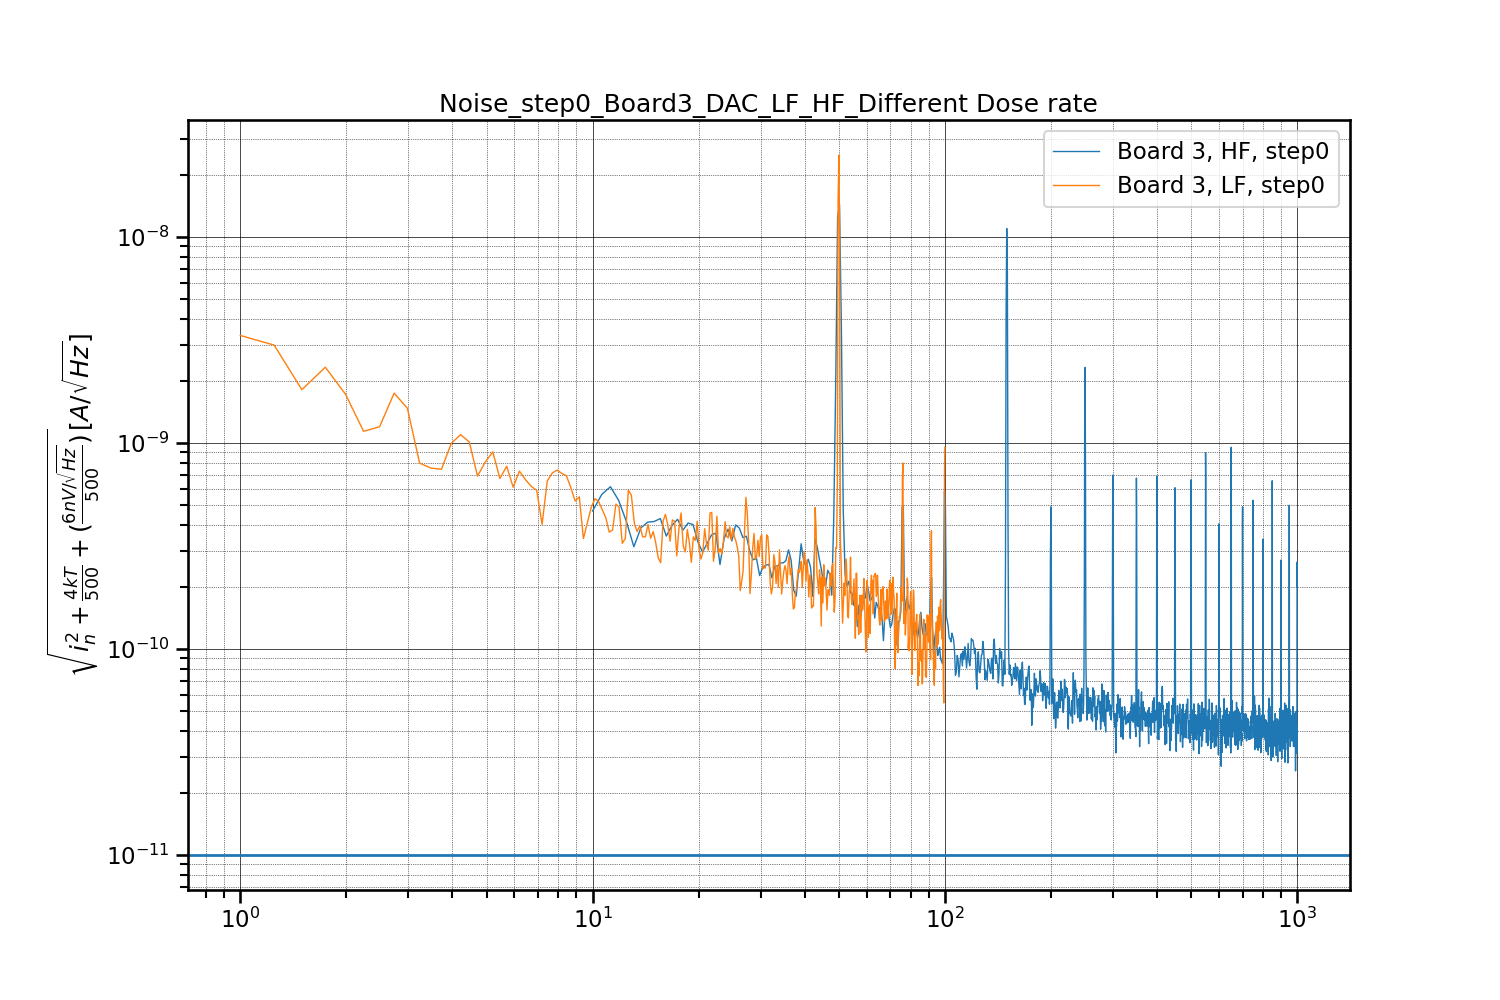 Noise_step0_Board3_DAC_LF_HF_Different Dose rate
Board 3, HF, step0
Board 3, LF, step0
10⁻⁸
10⁻⁹
10⁻¹⁰
10⁻¹¹
√(i_n² + 4kT/500 + (6nV/√Hz/500)) [A/√Hz]
10⁰ 10¹ 10² 10³